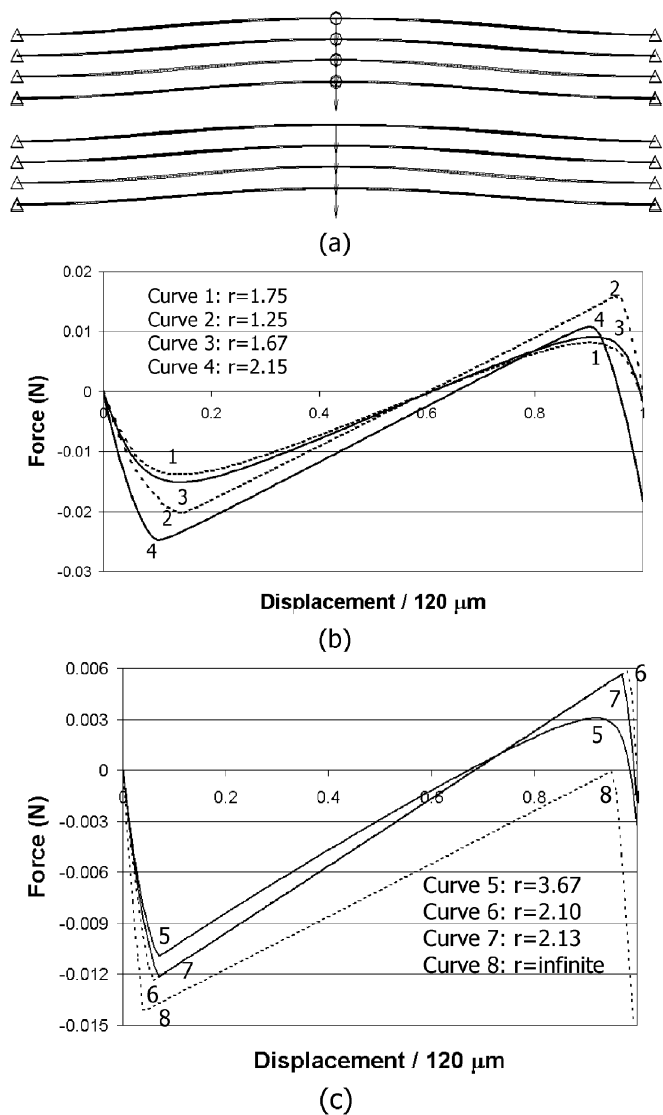 (a)
0.02
0.01
0
-0.01
-0.02
-0.03
Force (N)
Curve 1: r=1.75
Curve 2: r=1.25
Curve 3: r=1.67
Curve 4: r=2.15
0 0.2 0.4 0.6 0.8 1
2
4 3
1
1
3
2
4
Displacement / 120 μm
(b)
0.006
0.003
0
-0.003
-0.006
-0.009
-0.012
-0.015
Force (N)
0 0.2 0.4 0.6 0.8 1
6
7
5
8
5
7
6
8
Curve 5: r=3.67
Curve 6: r=2.10
Curve 7: r=2.13
Curve 8: r=infinite
Displacement / 120 μm
(c)